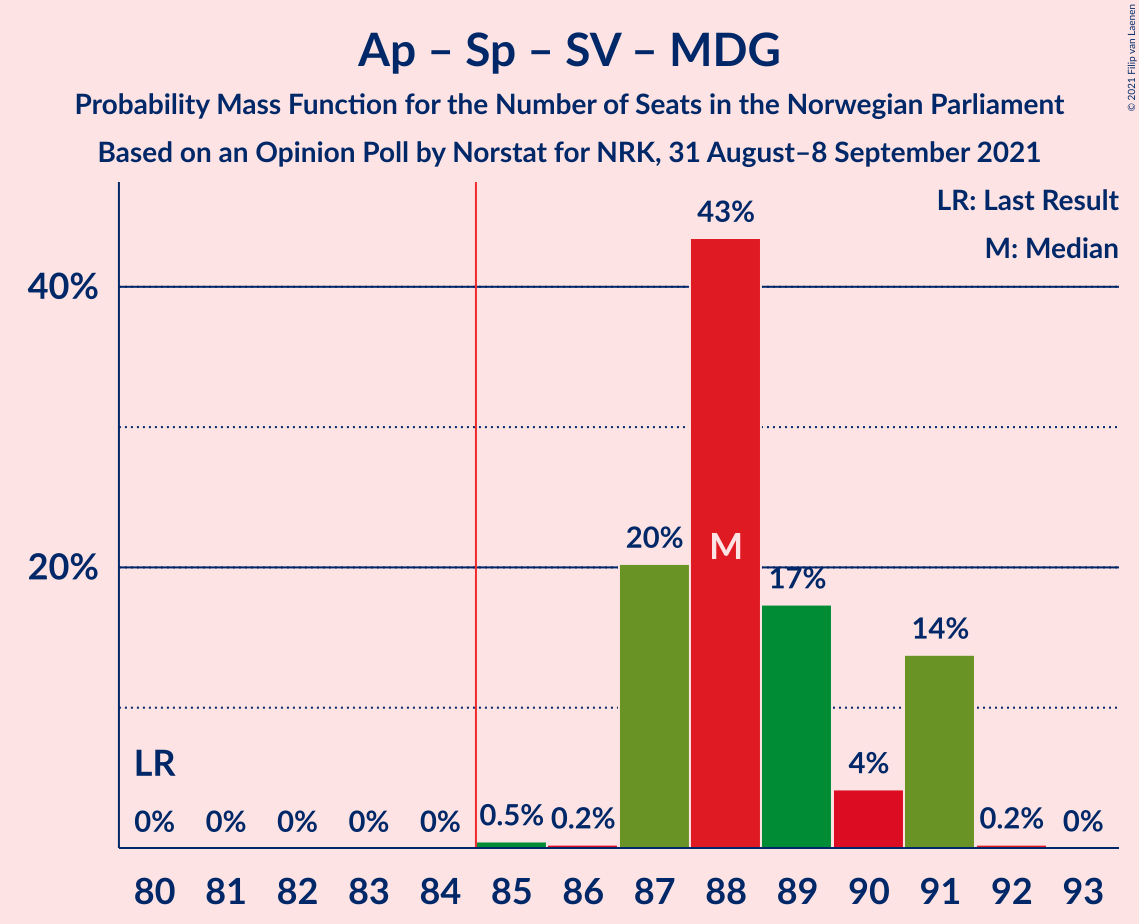 Ap – Sp – SV – MDG
Probability Mass Function for the Number of Seats in the Norwegian Parliament
Based on an Opinion Poll by Norstat for NRK, 31 August–8 September 2021
© 2021 Filip van Laenen
LR: Last Result
M: Median
43%
40%
20%
M
20%
17%
14%
LR
4%
0% 0% 0% 0% 0% 0.5% 0.2% 0.2% 0%
80 81 82 83 84 85 86 87 88 89 90 91 92 93